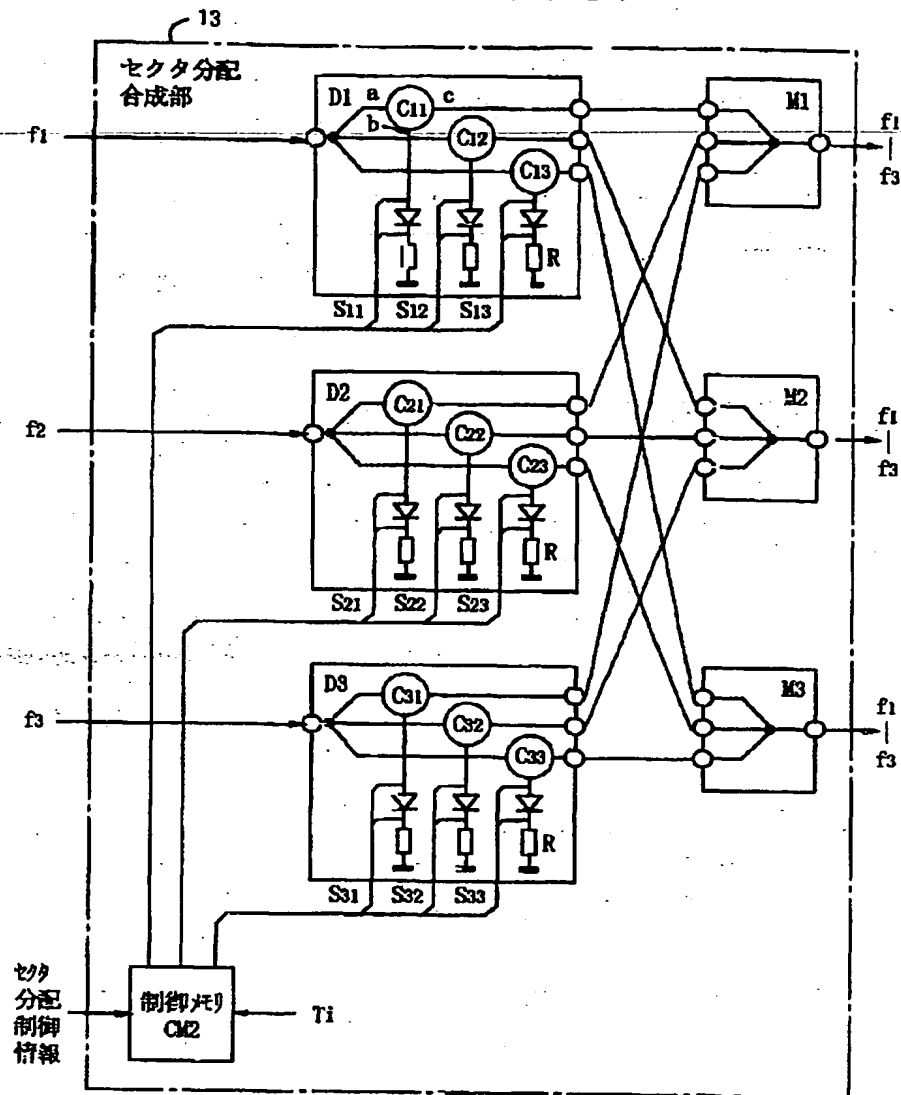 13
セクタ分配
合成部
D1
a
C11
c
b
C12
C13
R
S11
S12
S13
M1
f1
f1
|
f3
D2
C21
C22
C23
R
S21
S22
S23
M2
f2
f1
|
f3
D3
C31
C32
C33
R
S31
S32
S33
M3
f3
f1
|
f3
セクタ
分配
制御
情報
制御メモリ
CM2
Ti